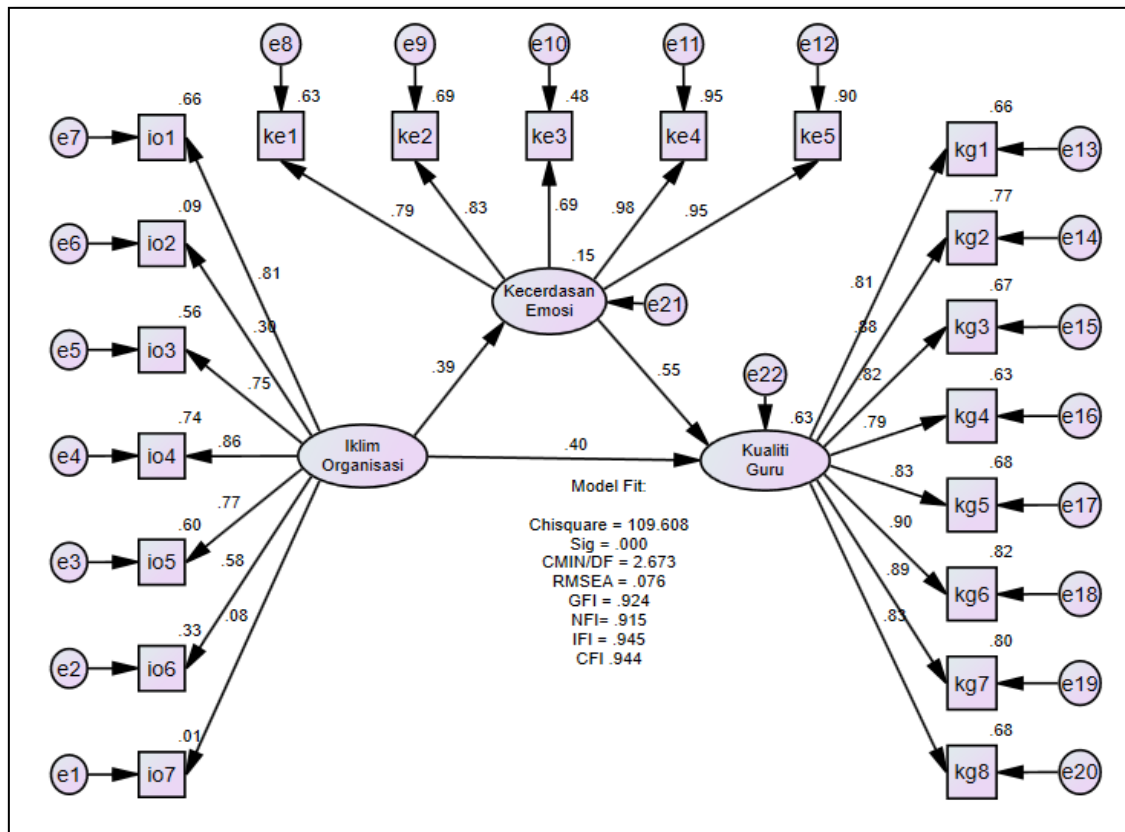 e8
e9
e10
e11
e12
.63
.69
.48
.95
.90
ke1
ke2
ke3
ke4
ke5
.79
.83
.69
.98
.95
.15
Kecerdasan
Emosi
e21
.66
e7
io1
.09
e6
io2
.56
e5
io3
.74
e4
io4
.60
e3
io5
.33
e2
io6
.01
e1
io7
.81
.30
.75
.86
.77
.58
.08
Iklim
Organisasi
.39
.55
.40
e22
.63
Kualiti
Guru
Model Fit:
Chisquare = 109.608
Sig = .000
CMIN/DF = 2.673
RMSEA = .076
GFI = .924
NFI= .915
IFI = .945
CFI .944
.81
.88
.82
.79
.83
.90
.89
.83
.66
kg1
e13
.77
kg2
e14
.67
kg3
e15
.63
kg4
e16
.68
kg5
e17
.82
kg6
e18
.80
kg7
e19
.68
kg8
e20